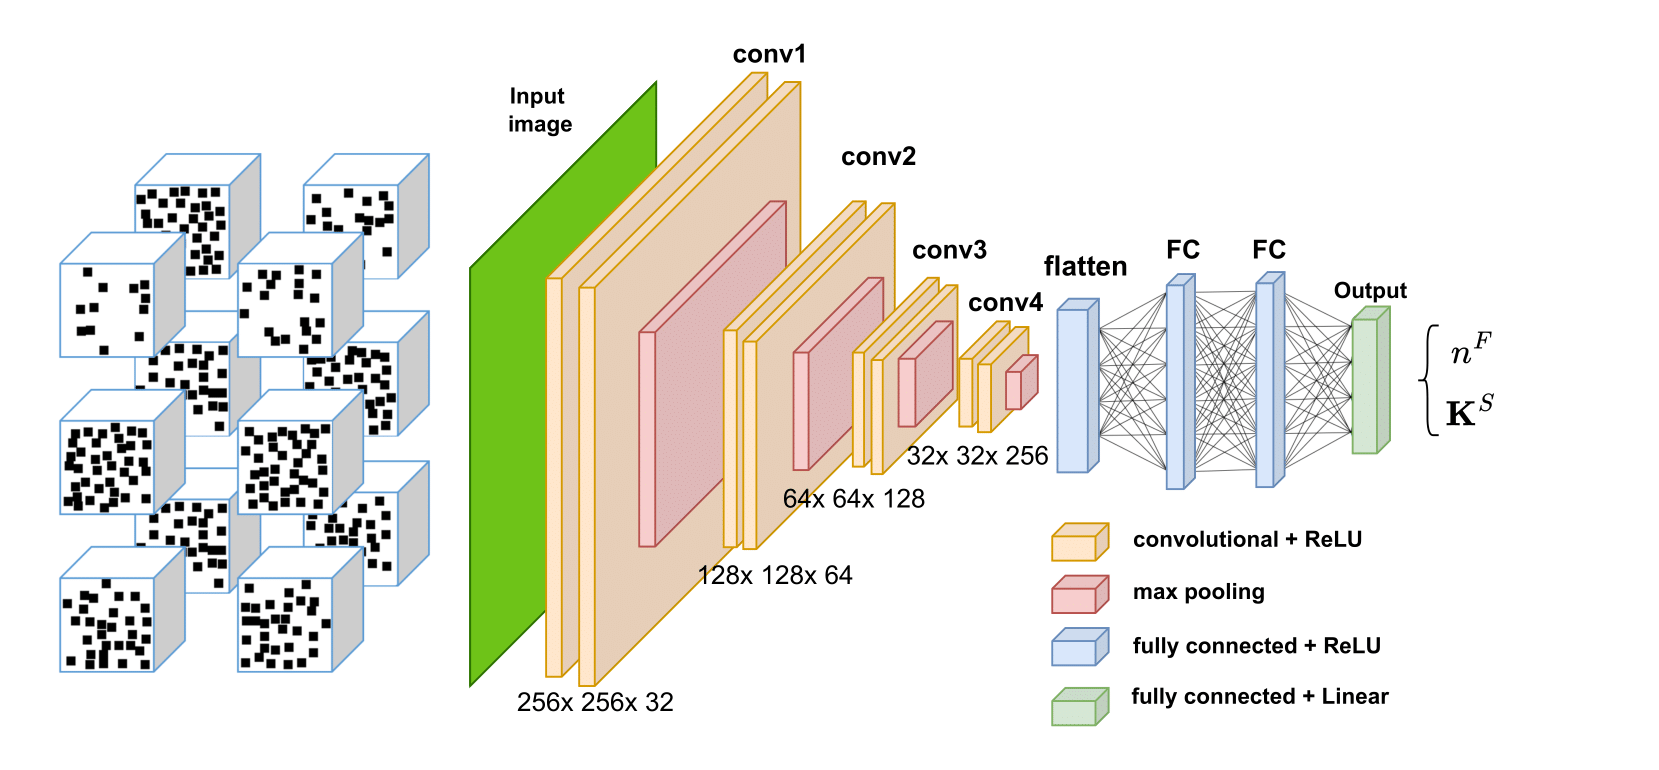 conv1
Input
image
conv2
conv3
conv4
flatten
FC
FC
Output
n^F
K^S
32x 32x 256
64x 64x 128
128x 128x 64
256x 256x 32
convolutional + ReLU
max pooling
fully connected + ReLU
fully connected + Linear